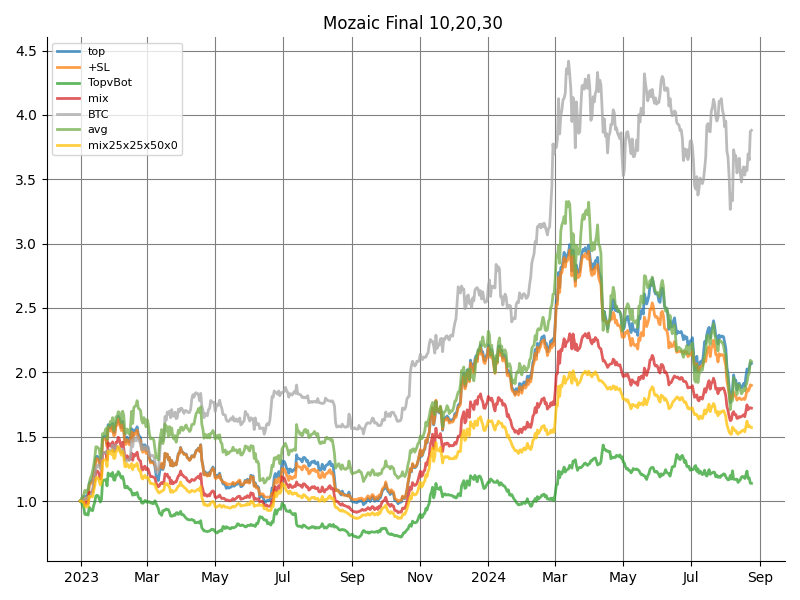 Mozaic Final 10,20,30
4.5
4.0
3.5
3.0
2.5
2.0
1.5
1.0
top
+SL
TopvBot
mix
BTC
avg
mix25x25x50x0
2023
Mar
May
Jul
Sep
Nov
2024
Mar
May
Jul
Sep